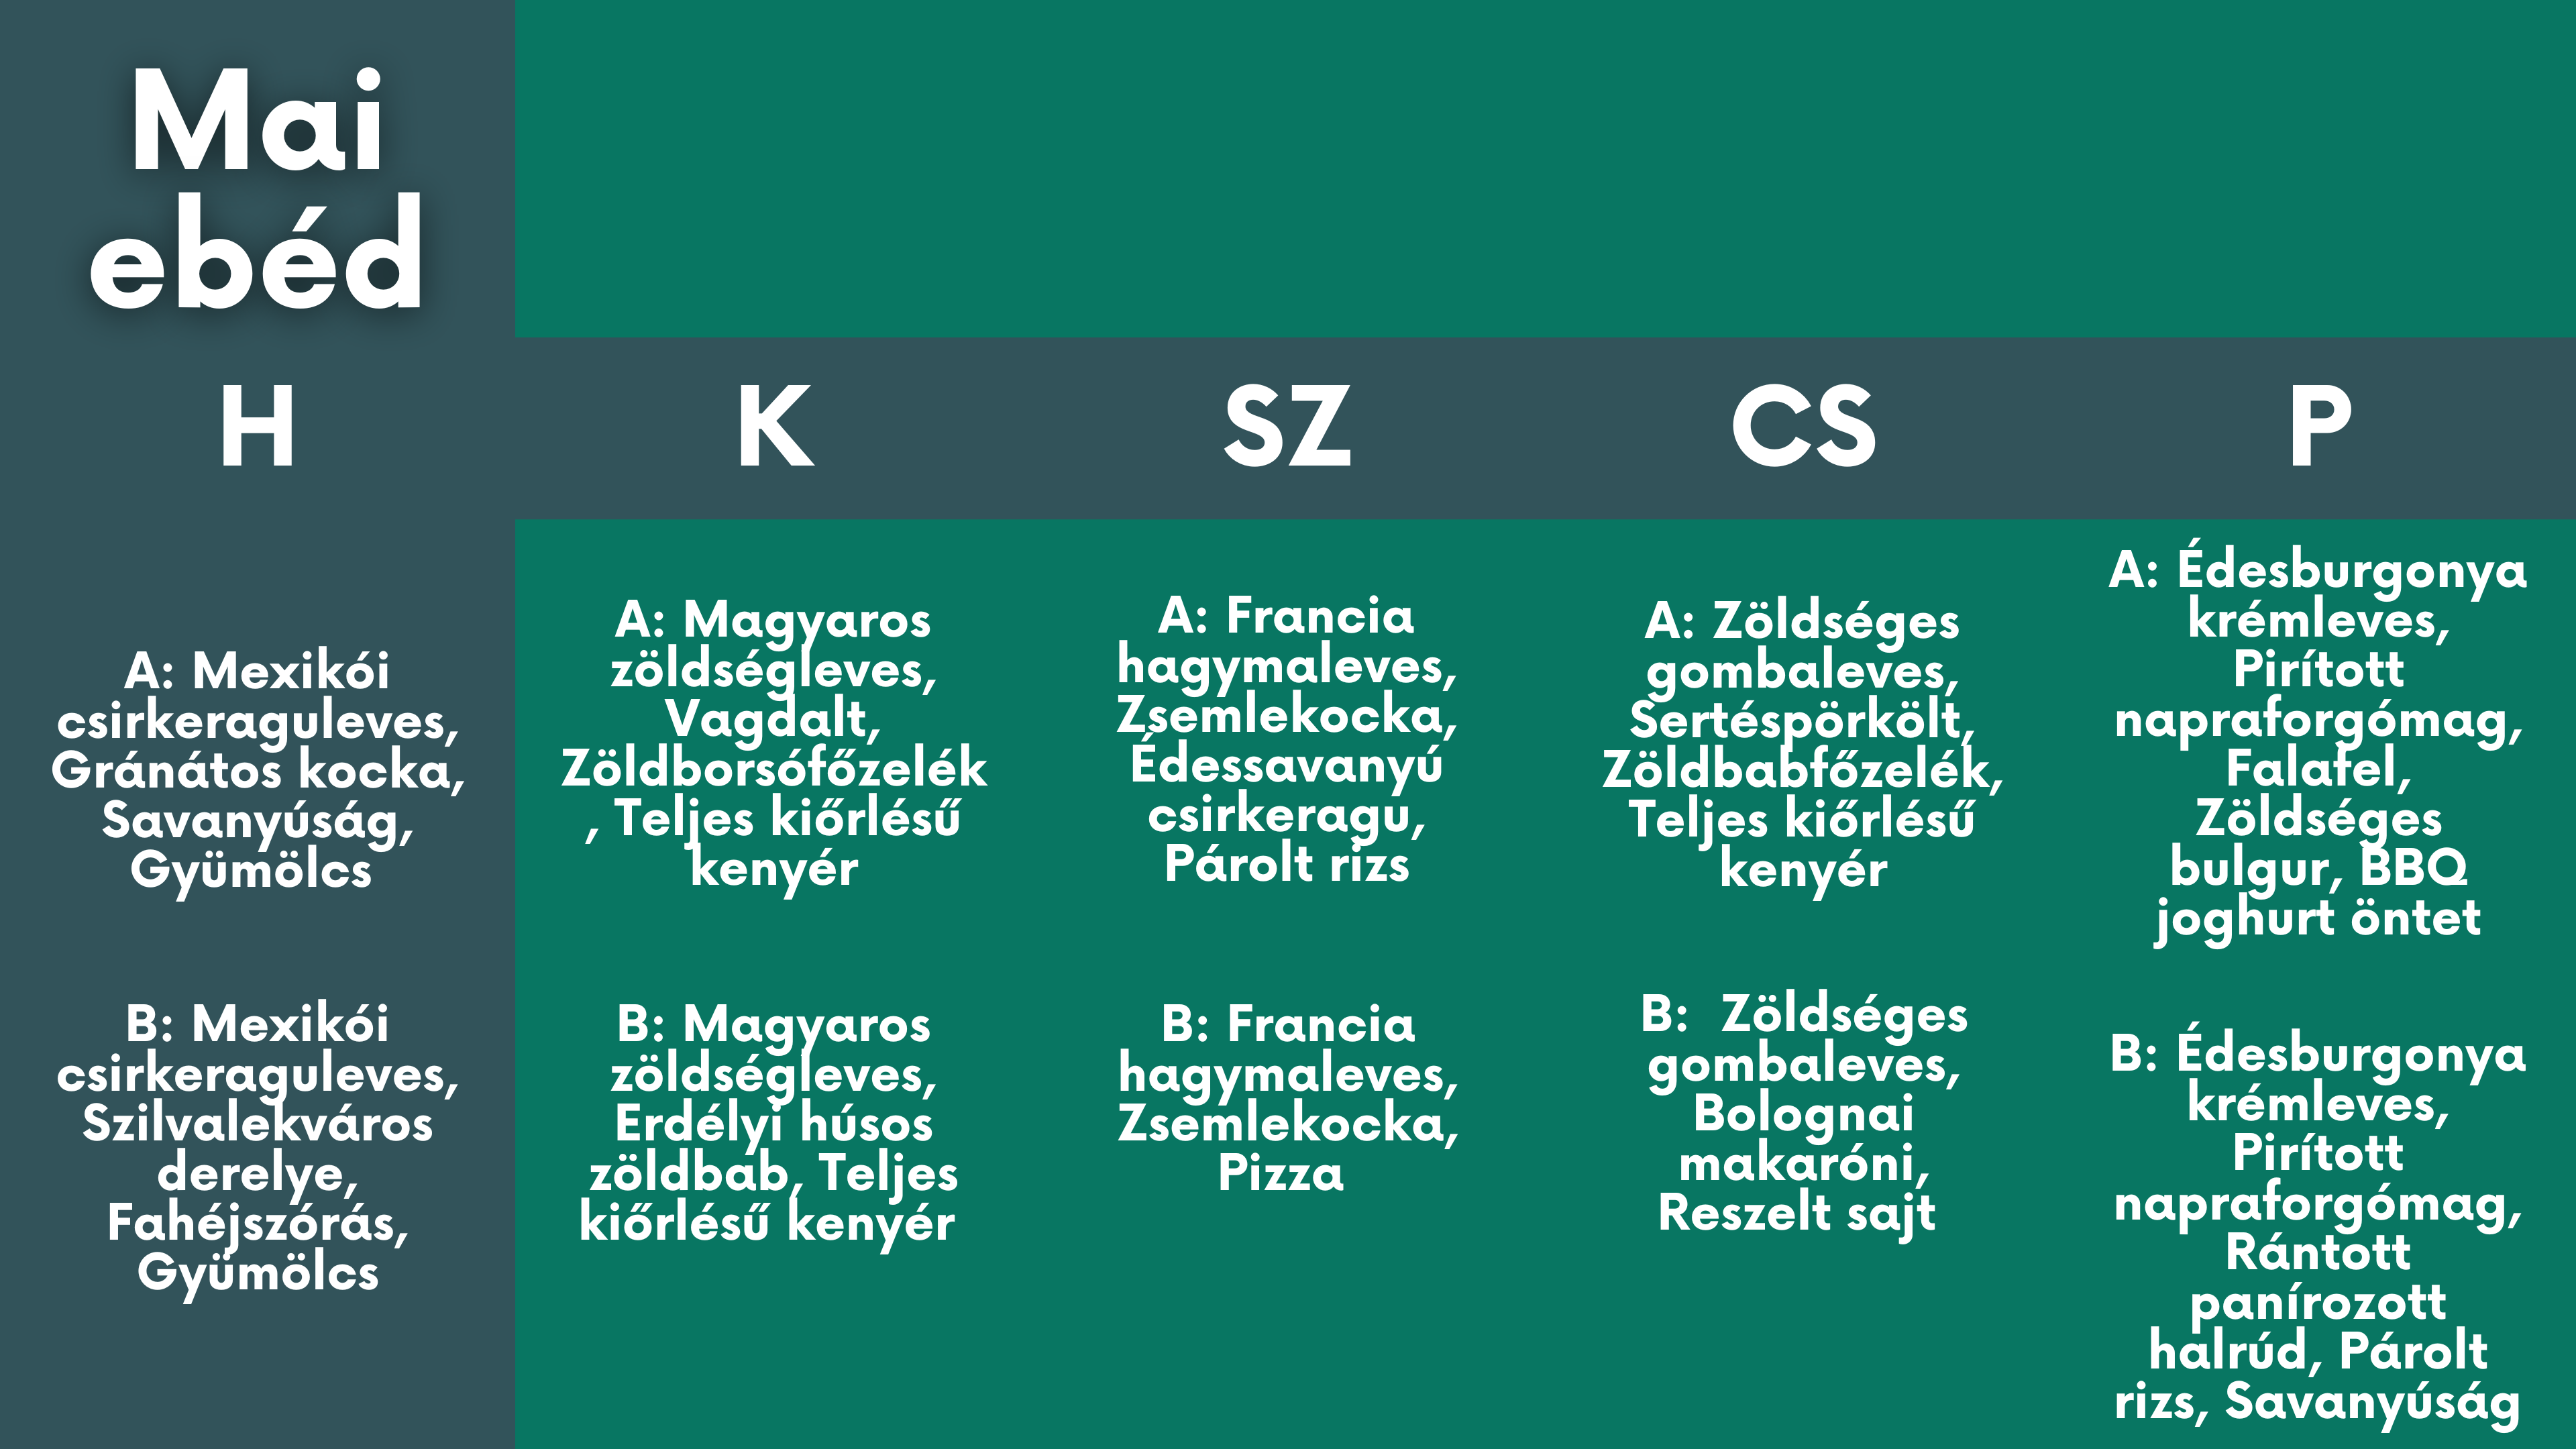 Mai
ebéd
H
K
SZ
CS
P
A: Mexikói
csirkeraguleves,
Gránátos kocka,
Savanyúság,
Gyümölcs
B: Mexikói
csirkeraguleves,
Szilvalekváros
derelye,
Fahéjszórás,
Gyümölcs
A: Magyaros
zöldségleves,
Vagdalt,
Zöldborsófőzelék
, Teljes kiőrlésű
kenyér
B: Magyaros
zöldségleves,
Erdélyi húsos
zöldbab, Teljes
kiőrlésű kenyér
A: Francia
hagymaleves,
Zsemlekocka,
Édessavanyú
csirkeragu,
Párolt rizs
B: Francia
hagymaleves,
Zsemlekocka,
Pizza
A: Zöldséges
gombaleves,
Sertéspörkölt,
Zöldbabfőzelék,
Teljes kiőrlésű
kenyér
B: Zöldséges
gombaleves,
Bolognai
makaróni,
Reszelt sajt
A: Édesburgonya
krémleves,
Pirított
napraforgómag,
Falafel,
Zöldséges
bulgur, BBQ
joghurt öntet
B: Édesburgonya
krémleves,
Pirított
napraforgómag,
Rántott
panírozott
halrúd, Párolt
rizs, Savanyúság